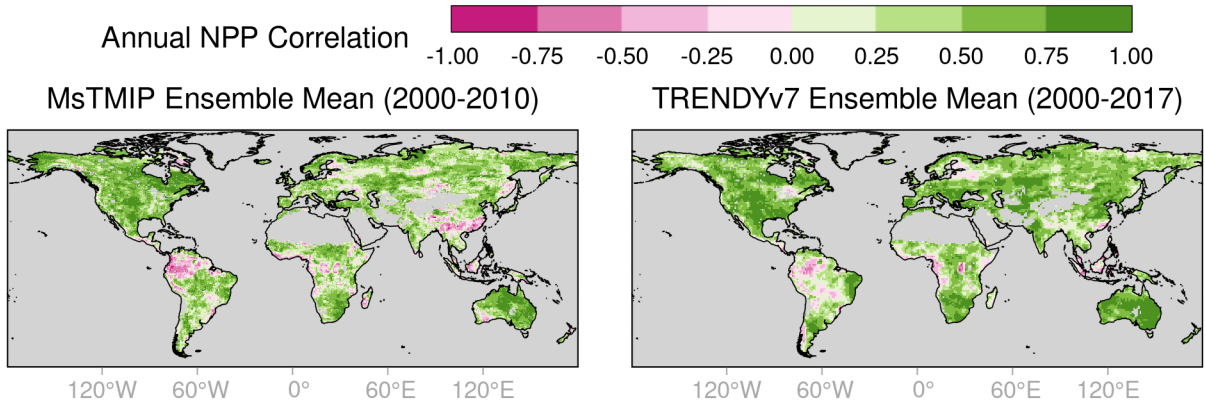 Annual NPP Correlation
-1.00 -0.75 -0.50 -0.25 0.00 0.25 0.50 0.75 1.00
MsTMIP Ensemble Mean (2000-2010)
TRENDYv7 Ensemble Mean (2000-2017)
120°W 60°W 0° 60°E 120°E
120°W 60°W 0° 60°E 120°E